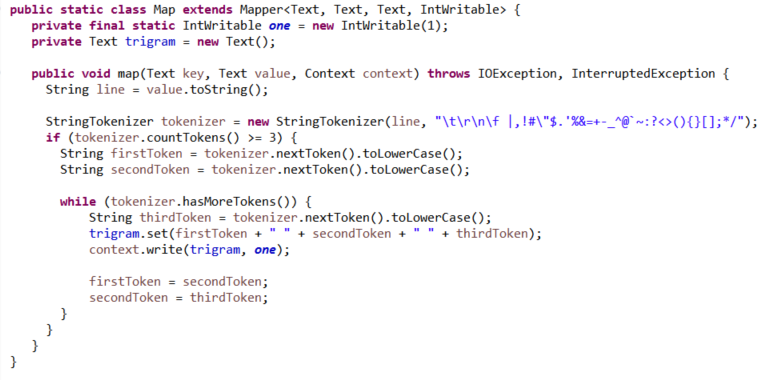 public static class Map extends Mapper<Text, Text, Text, IntWritable> {
private final static IntWritable one = new IntWritable(1);
private Text trigram = new Text();
public void map(Text key, Text value, Context context) throws IOException, InterruptedException {
String line = value.toString();
StringTokenizer tokenizer = new StringTokenizer(line, "\t\r\n\f |,!#\"$.'%&=+-_^@`~:?<>(){}[];*/");
if (tokenizer.countTokens() >= 3) {
String firstToken = tokenizer.nextToken().toLowerCase();
String secondToken = tokenizer.nextToken().toLowerCase();
while (tokenizer.hasMoreTokens()) {
String thirdToken = tokenizer.nextToken().toLowerCase();
trigram.set(firstToken + " " + secondToken + " " + thirdToken);
context.write(trigram, one);
firstToken = secondToken;
secondToken = thirdToken;
}
}
}
}